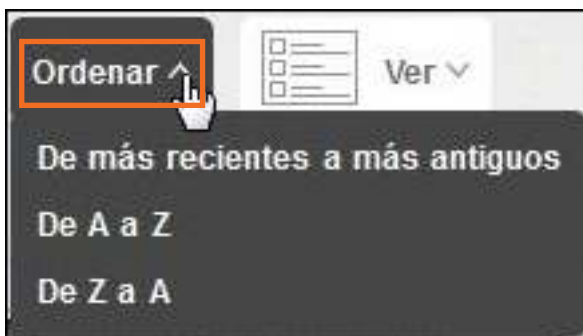 Ordenar Ver
De más recientes a más antiguos
De A a Z
De Z a A